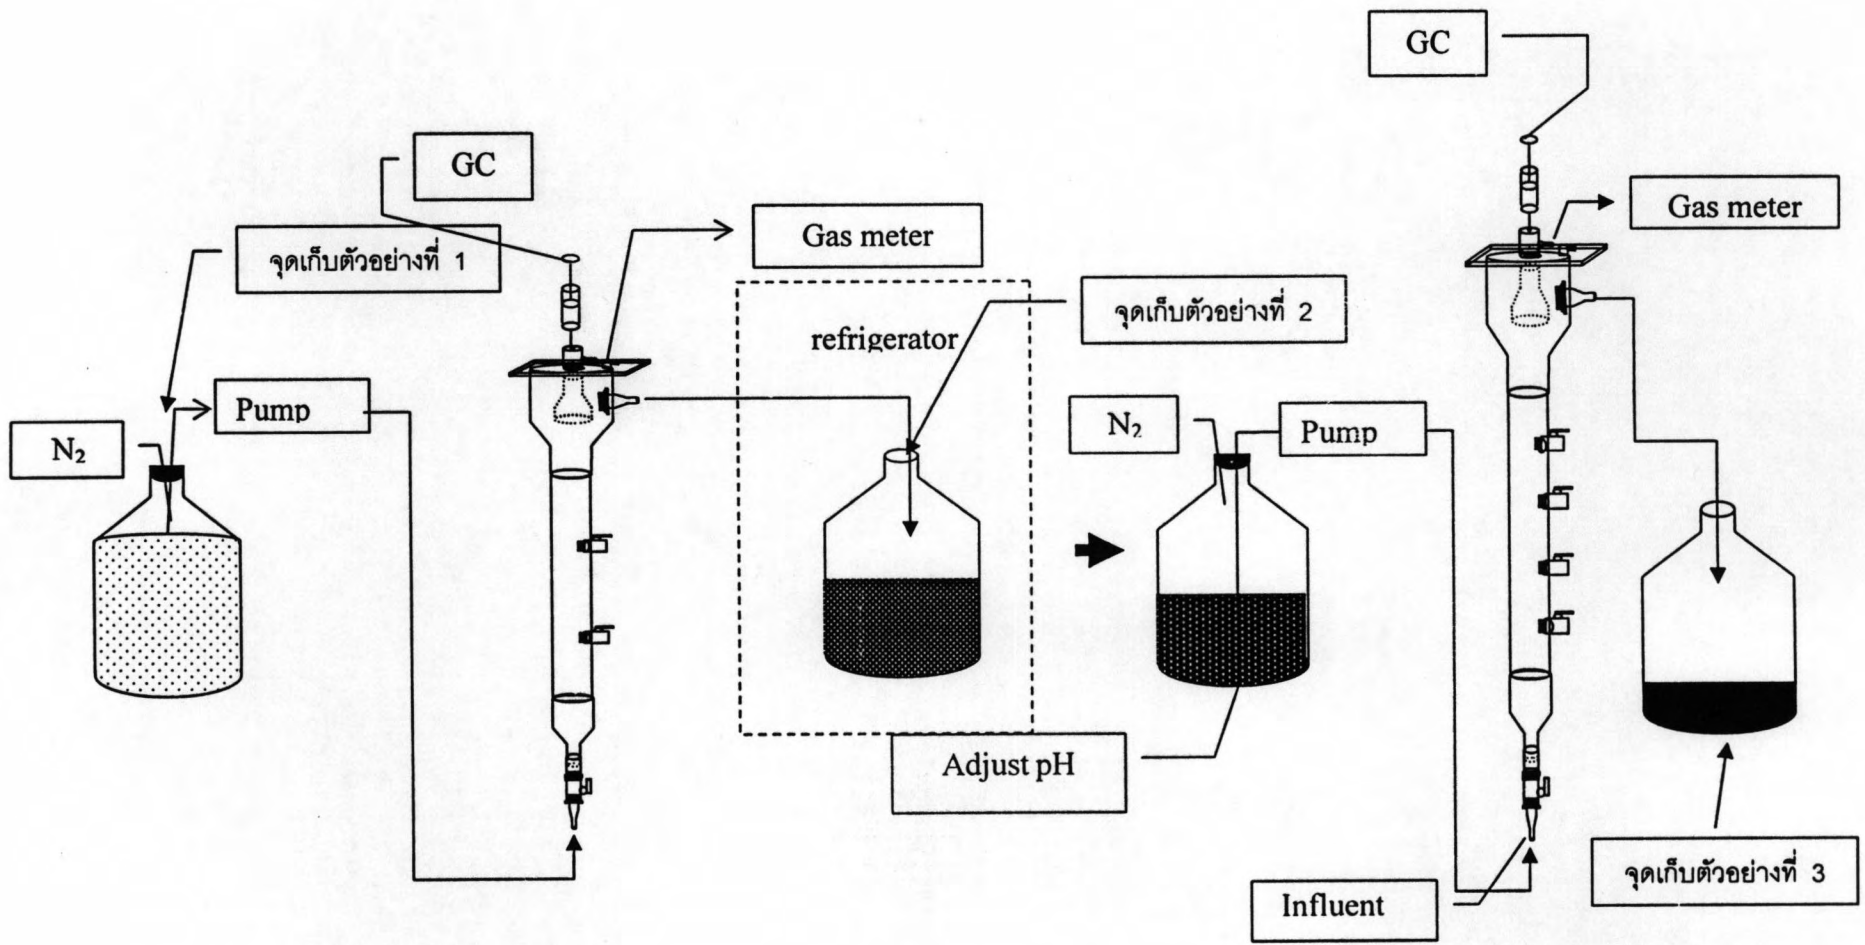 GC
GC
Gas meter
Gas meter
จุดเก็บตัวอย่างที่ 1
จุดเก็บตัวอย่างที่ 2
refrigerator
Pump
N₂
N₂
Pump
Adjust pH
จุดเก็บตัวอย่างที่ 3
Influent